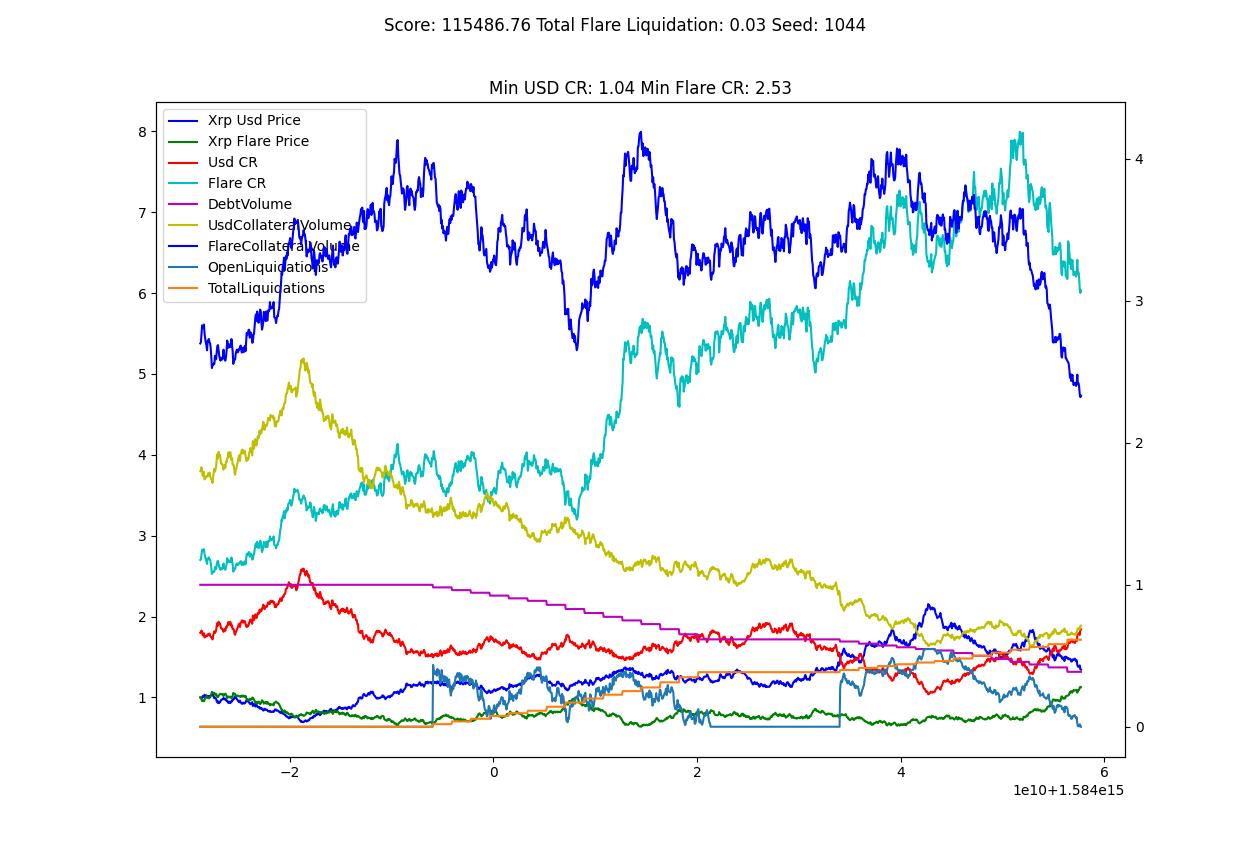 Score: 115486.76 Total Flare Liquidation: 0.03 Seed: 1044
Min USD CR: 1.04 Min Flare CR: 2.53
Xrp Usd Price
Xrp Flare Price
Usd CR
Flare CR
DebtVolume
UsdCollateralVolume
FlareCollateralVolume
OpenLiquidations
TotalLiquidations
8
7
6
5
4
3
2
1
4
3
2
1
0
−2
0
2
4
6
1e10+1.584e15